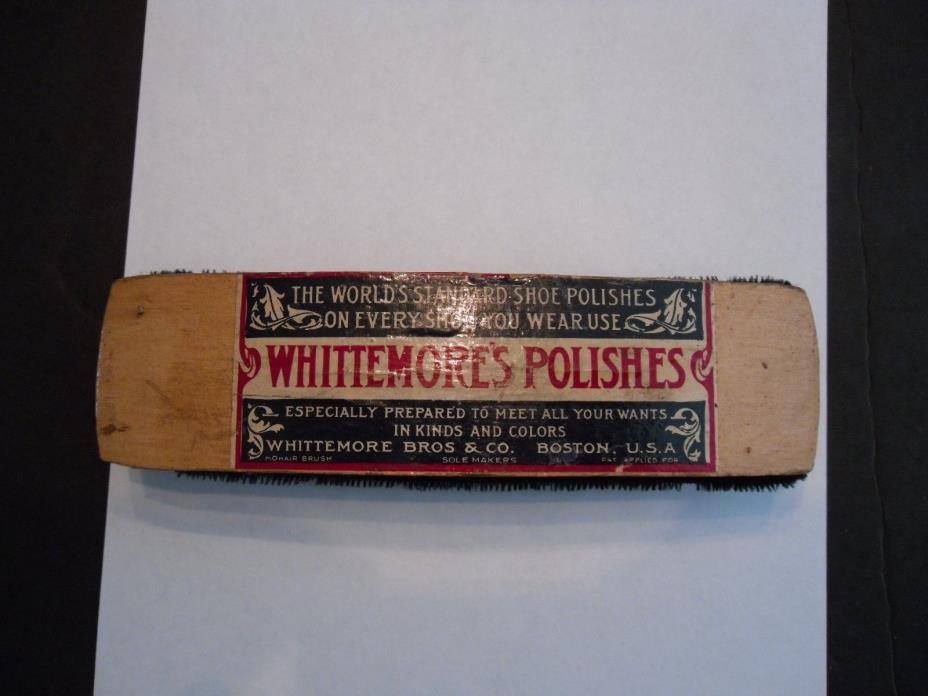 THE WORLD'S STANDARD SHOE POLISHES
ON EVERY SHOE YOU WEAR USE
WHITTEMORE'S POLISHES
ESPECIALLY PREPARED TO MEET ALL YOUR WANTS
IN KINDS AND COLORS
WHITTEMORE BROS & CO. BOSTON, U.S.A
MOHAIR BRUSH SOLE MAKERS PAT. APPLIED FOR